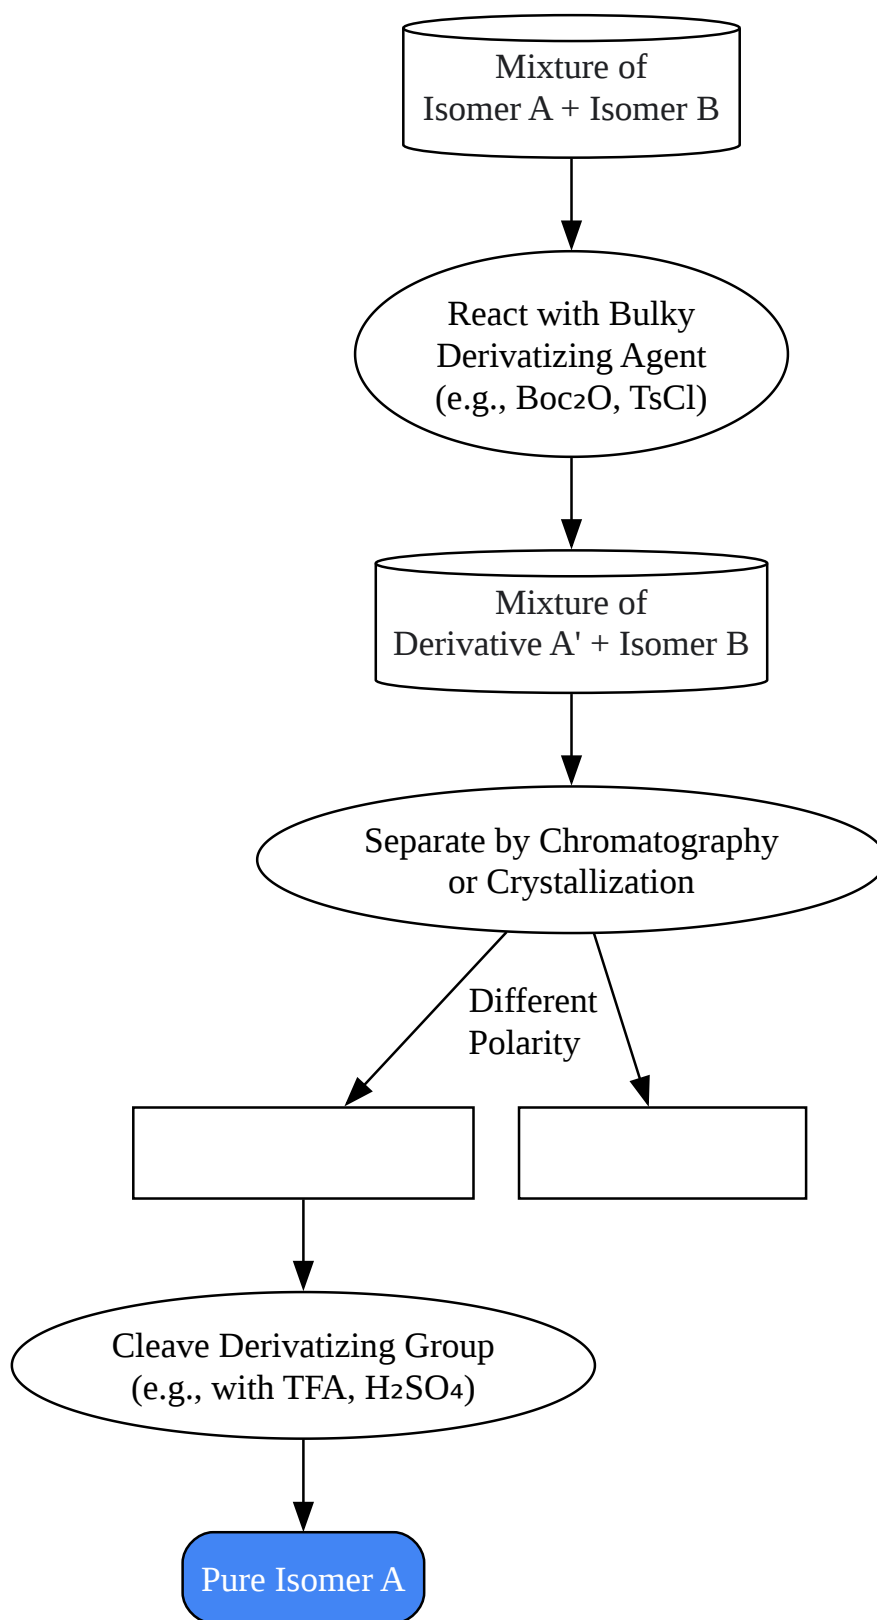 Mixture of
Isomer A + Isomer B
React with Bulky
Derivatizing Agent
(e.g., Boc₂O, TsCl)
Mixture of
Derivative A' + Isomer B
Separate by Chromatography
or Crystallization
Different
Polarity
Cleave Derivatizing Group
(e.g., with TFA, H₂SO₄)
Pure Isomer A